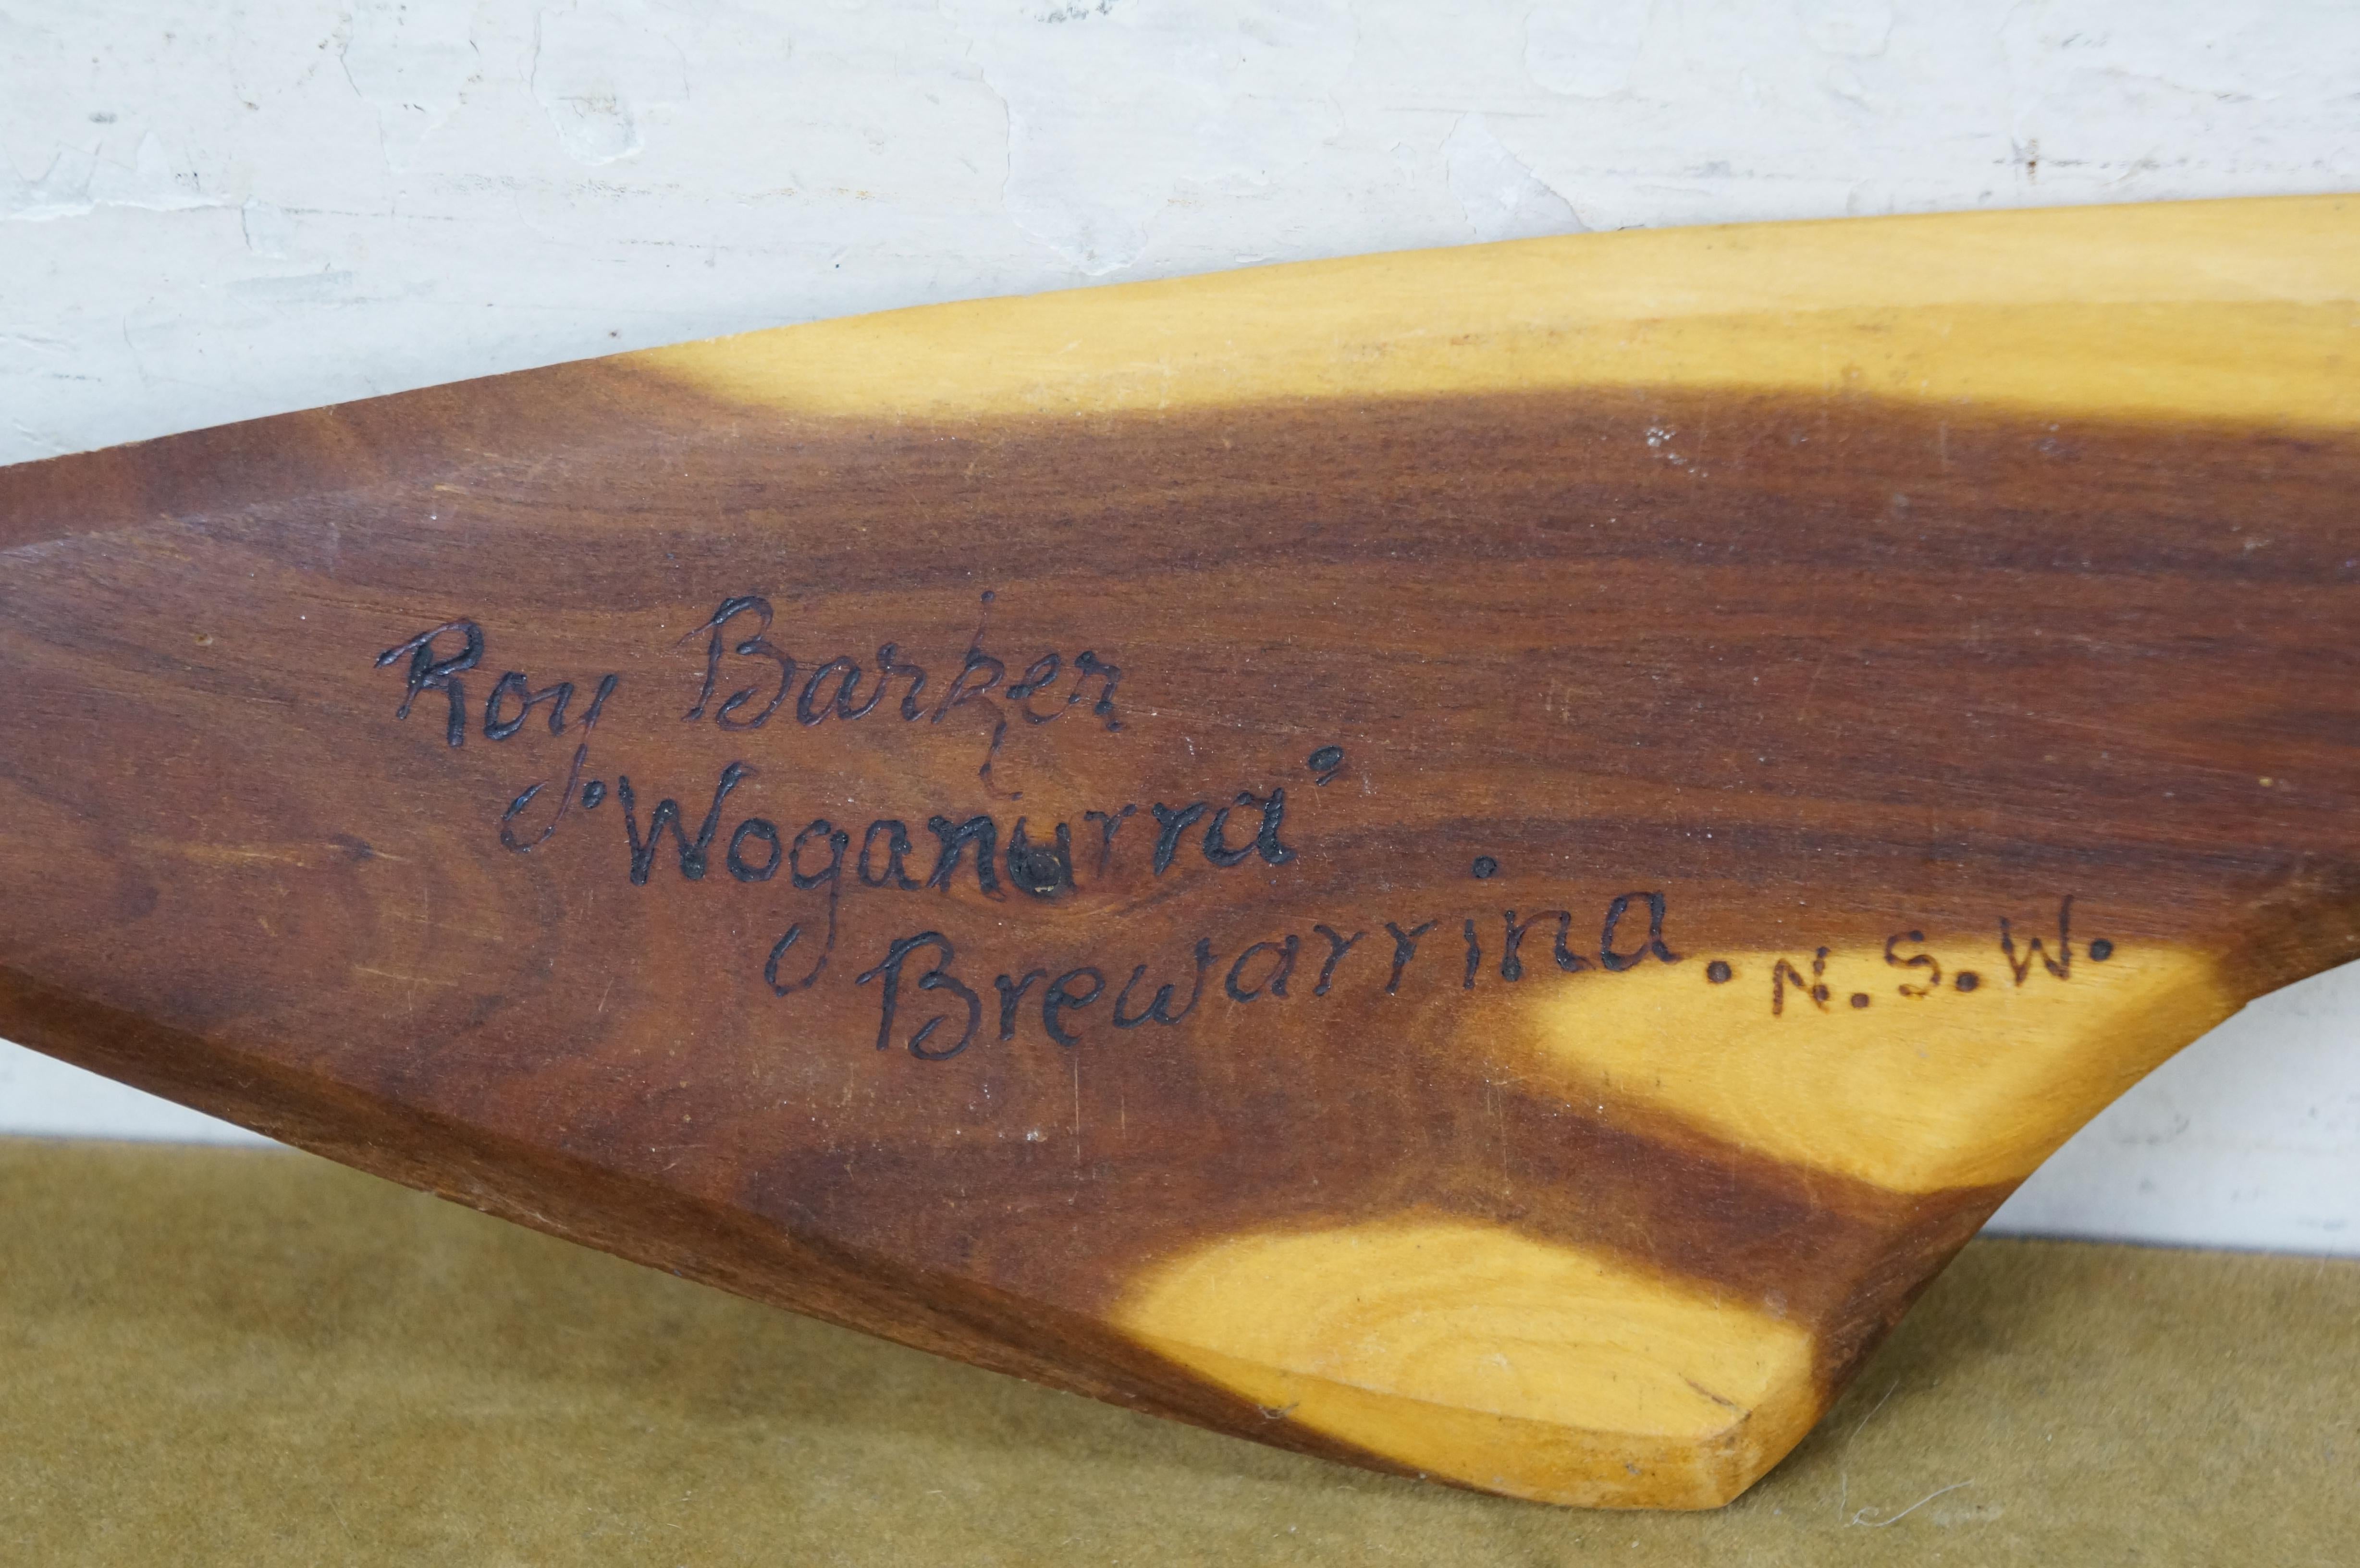 Roy Barker
"Woganurra"
Brewarrina. N.S.W.